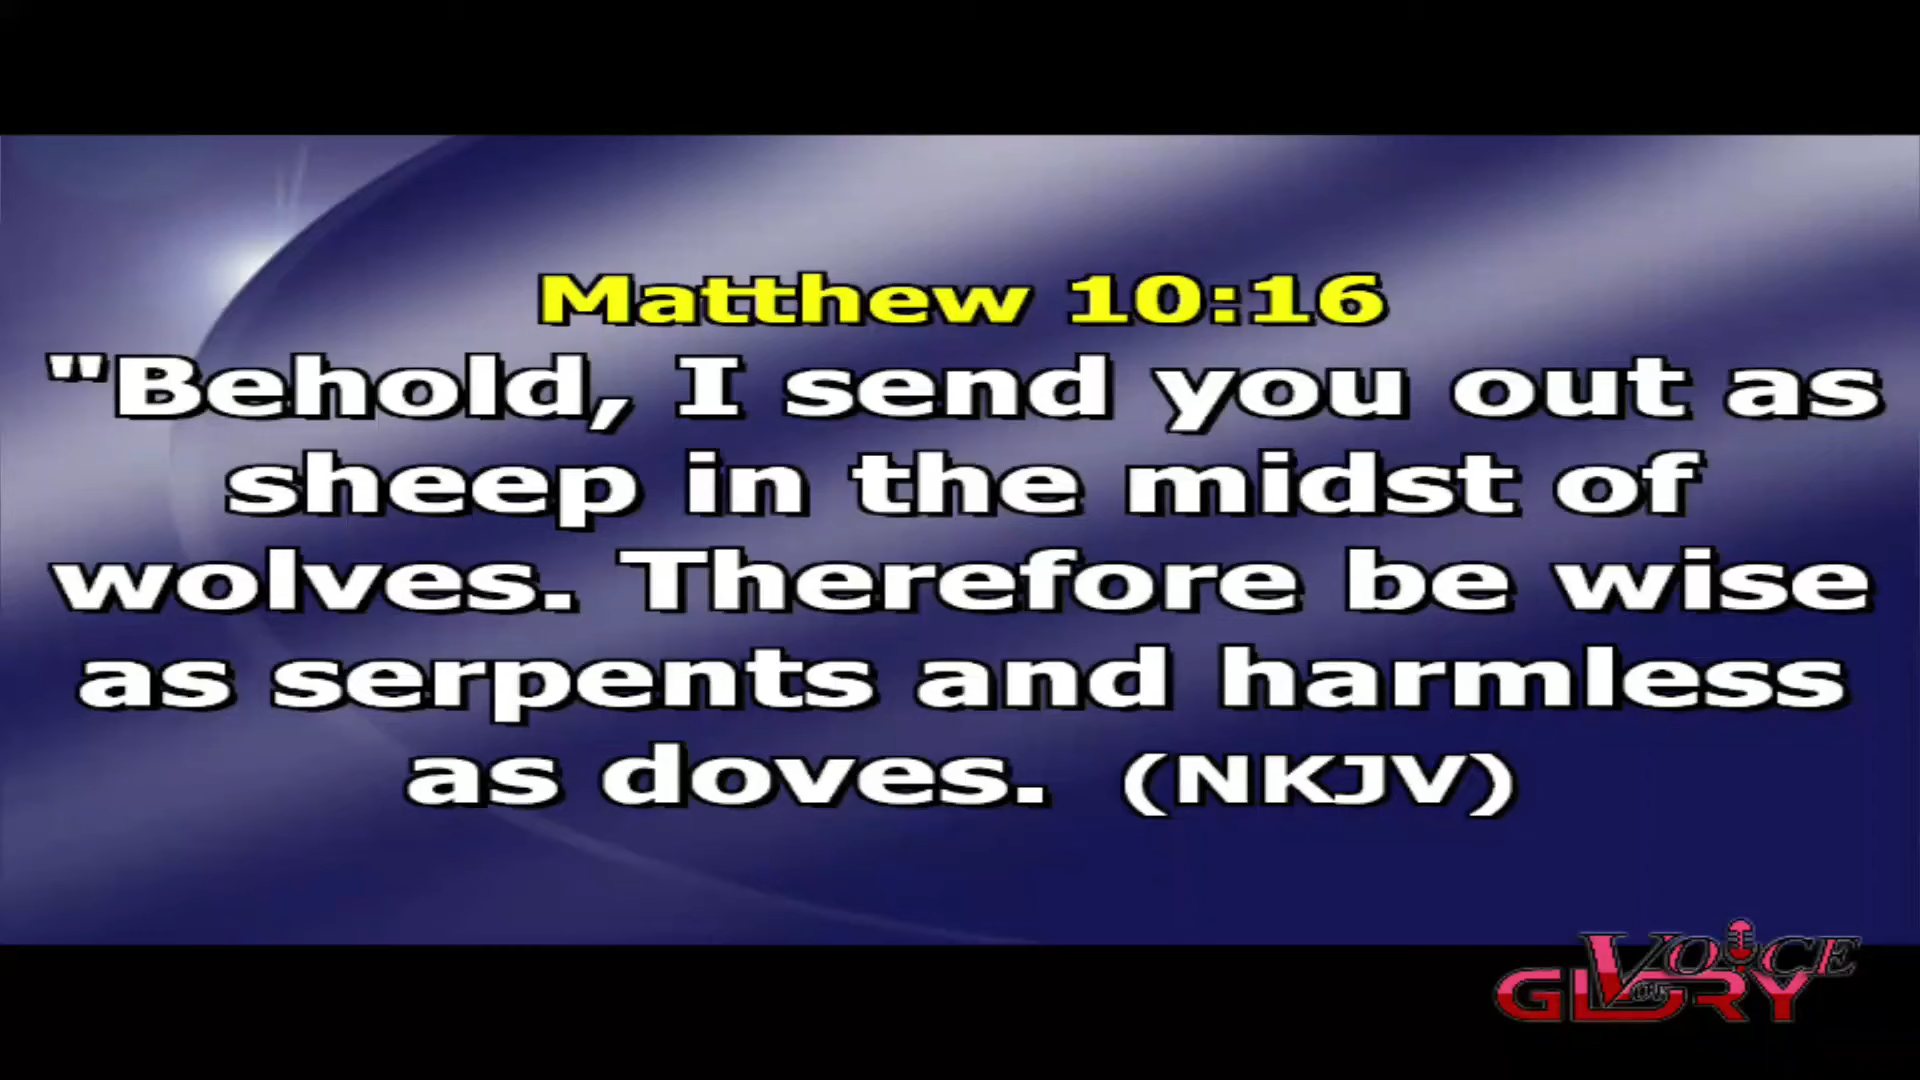 Matthew 10:16
"Behold, I send you out as
sheep in the midst of
wolves. Therefore be wise
as serpents and harmless
as doves. (NKJV)
VOICE
OF
GLORY